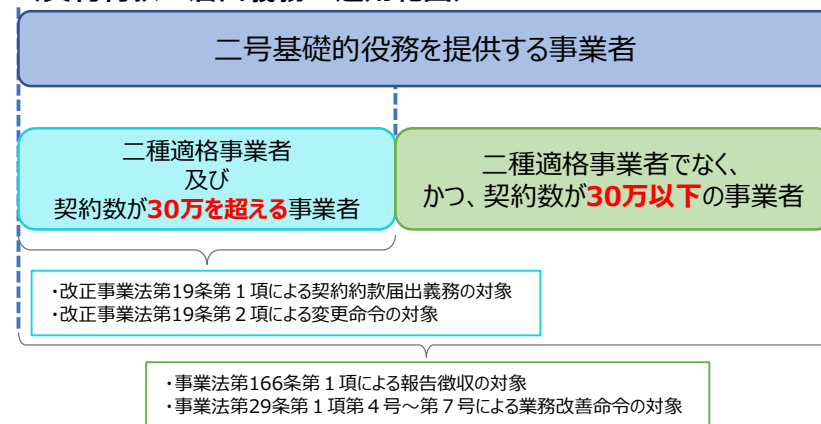 二号基礎的役務を提供する事業者
二種適格事業者
及び
契約数が30万を超える事業者
二種適格事業者でなく、
かつ、契約数が30万以下の事業者
・改正事業法第19条第１項による契約約款届出義務の対象
・改正事業法第19条第２項による変更命令の対象
・事業法第166条第１項による報告徴収の対象
・事業法第29条第１項第４号～第７号による業務改善命令の対象